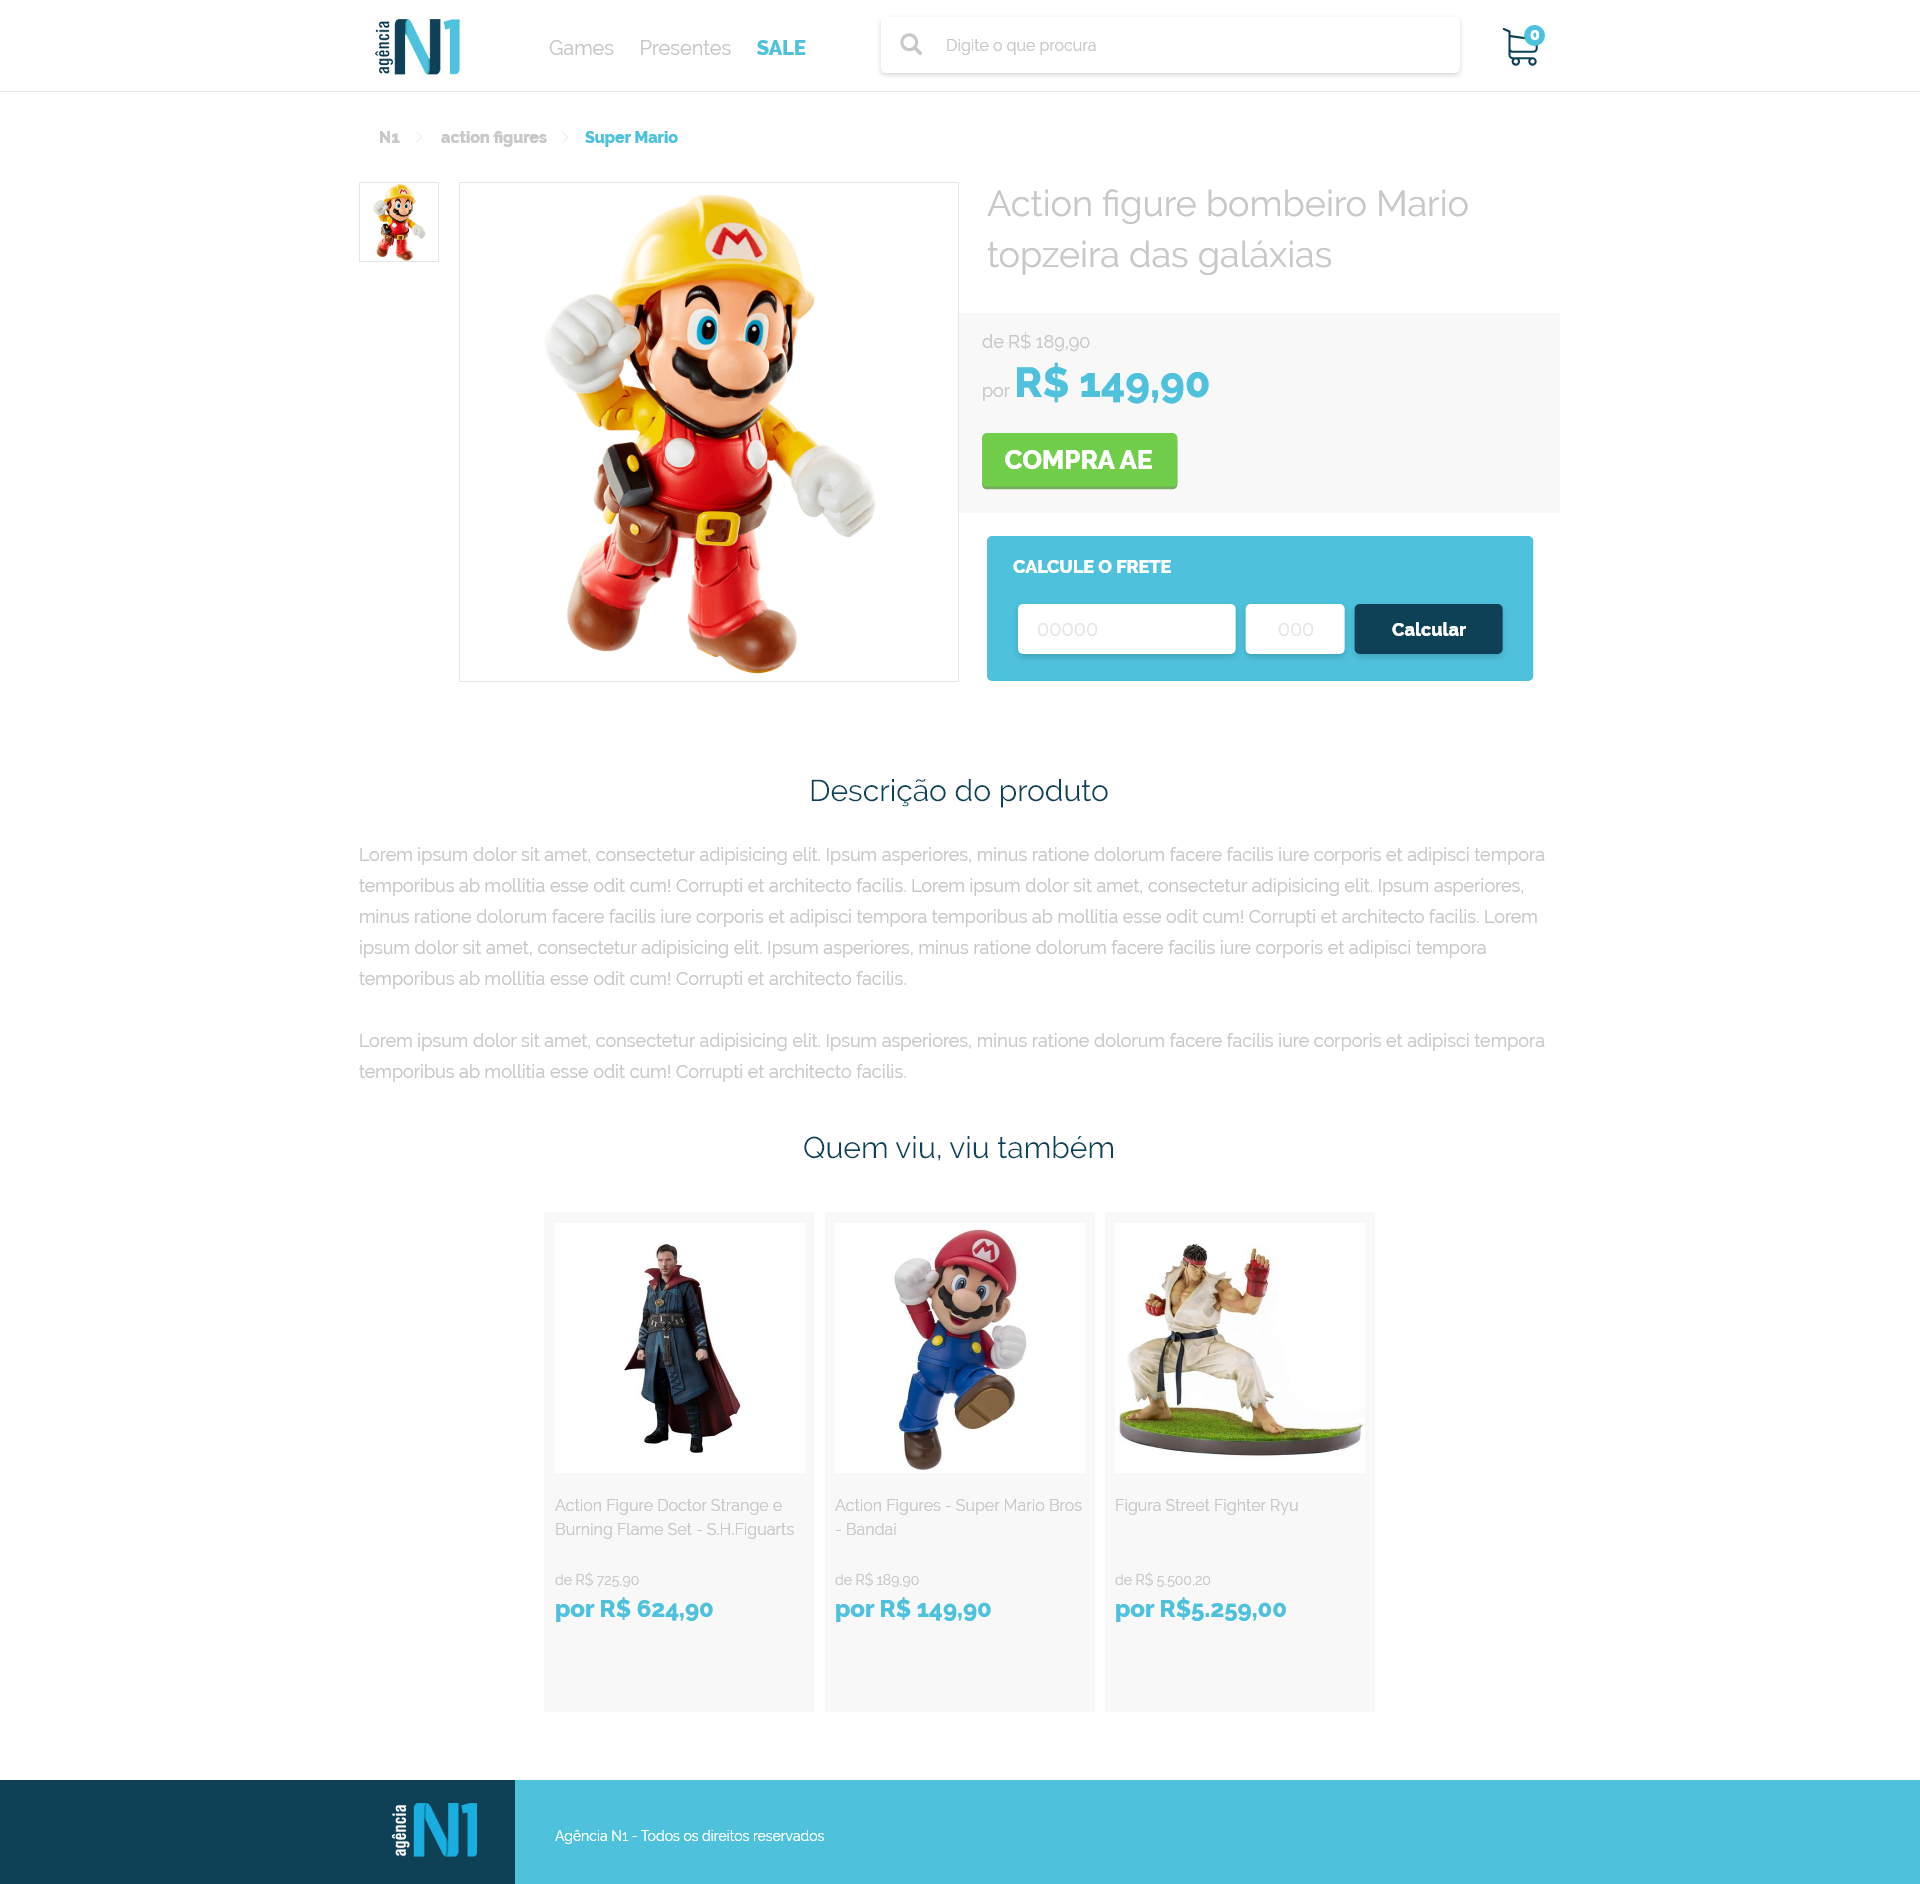 agência N1
Games Presentes SALE
Digite o que procura
0
N1 action figures Super Mario
Action figure bombeiro Mario
topzeira das galáxias
de R$ 189,90
por R$ 149,90
COMPRA AE
CALCULE O FRETE
00000 000 Calcular
Descrição do produto
Lorem ipsum dolor sit amet, consectetur adipisicing elit. Ipsum asperiores, minus ratione dolorum facere facilis iure corporis et adipisci tempora
temporibus ab mollitia esse odit cum! Corrupti et architecto facilis. Lorem ipsum dolor sit amet, consectetur adipisicing elit. Ipsum asperiores,
minus ratione dolorum facere facilis iure corporis et adipisci tempora temporibus ab mollitia esse odit cum! Corrupti et architecto facilis. Lorem
ipsum dolor sit amet, consectetur adipisicing elit. Ipsum asperiores, minus ratione dolorum facere facilis iure corporis et adipisci tempora
temporibus ab mollitia esse odit cum! Corrupti et architecto facilis.
Lorem ipsum dolor sit amet, consectetur adipisicing elit. Ipsum asperiores, minus ratione dolorum facere facilis iure corporis et adipisci tempora
temporibus ab mollitia esse odit cum! Corrupti et architecto facilis.
Quem viu, viu também
Action Figure Doctor Strange e
Burning Flame Set - S.H.Figuarts
de R$ 725,90
por R$ 624,90
Action Figures - Super Mario Bros
- Bandai
de R$ 189,90
por R$ 149,90
Figura Street Fighter Ryu
de R$ 5.500,20
por R$5.259,00
agência N1
Agência N1 - Todos os direitos reservados